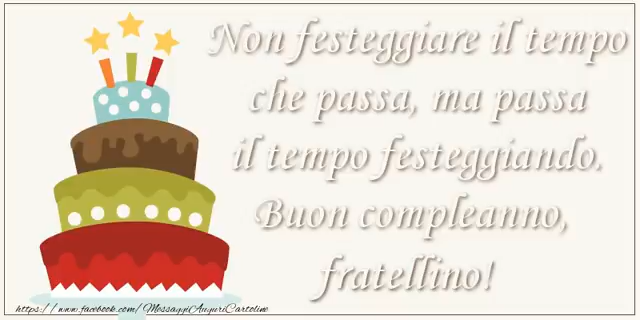 Non festeggiare il tempo
che passa, ma passa
il tempo festeggiando.
Buon compleanno,
fratellino!
https://www.facebook.com/MessaggiAuguriCartoline